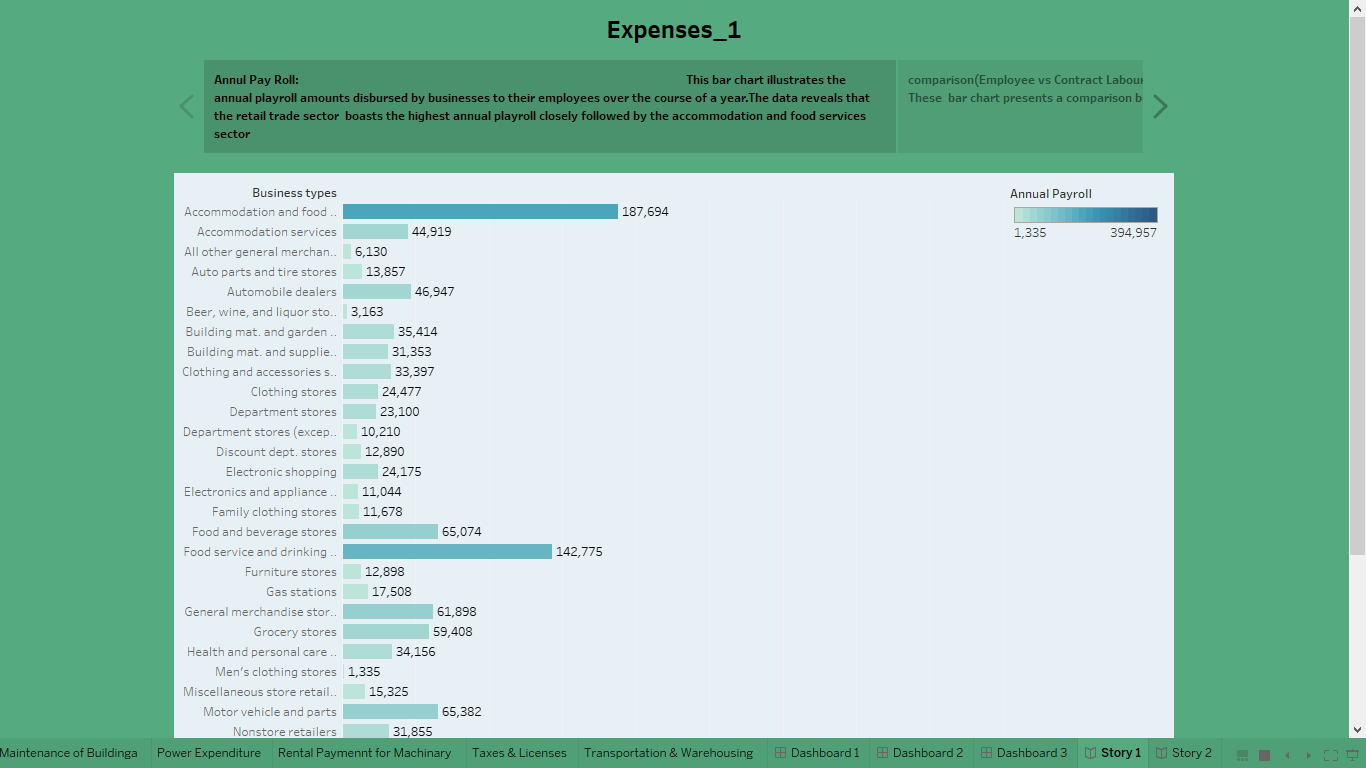 Expenses_1
Annul Pay Roll: This bar chart illustrates the
annual playroll amounts disbursed by businesses to their employees over the course of a year.The data reveals that
the retail trade sector boasts the highest annual playroll closely followed by the accommodation and food services
sector
comparison(Employee vs Contract Labour
These bar chart presents a comparison b
Business types
Accommodation and food .. 187,694
Accommodation services 44,919
All other general merchan.. 6,130
Auto parts and tire stores 13,857
Automobile dealers 46,947
Beer, wine, and liquor sto.. 3,163
Building mat. and garden .. 35,414
Building mat. and supplie.. 31,353
Clothing and accessories s.. 33,397
Clothing stores 24,477
Department stores 23,100
Department stores (excep.. 10,210
Discount dept. stores 12,890
Electronic shopping 24,175
Electronics and appliance .. 11,044
Family clothing stores 11,678
Food and beverage stores 65,074
Food service and drinking .. 142,775
Furniture stores 12,898
Gas stations 17,508
General merchandise stor.. 61,898
Grocery stores 59,408
Health and personal care .. 34,156
Men's clothing stores 1,335
Miscellaneous store retail.. 15,325
Motor vehicle and parts 65,382
Nonstore retailers 31,855
Annual Payroll
1,335 394,957
Maintenance of Buildinga Power Expenditure Rental Paymennt for Machinary Taxes & Licenses Transportation & Warehousing Dashboard 1 Dashboard 2 Dashboard 3 Story 1 Story 2